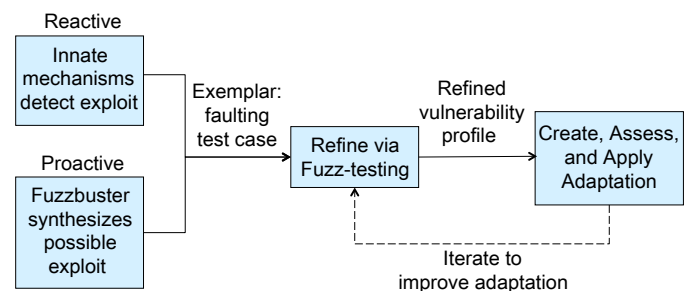 Reactive
Innate
mechanisms
detect exploit
Proactive
Fuzzbuster
synthesizes
possible
exploit
Exemplar:
faulting
test case
Refine via
Fuzz-testing
Refined
vulnerability
profile
Create, Assess,
and Apply
Adaptation
Iterate to
improve adaptation